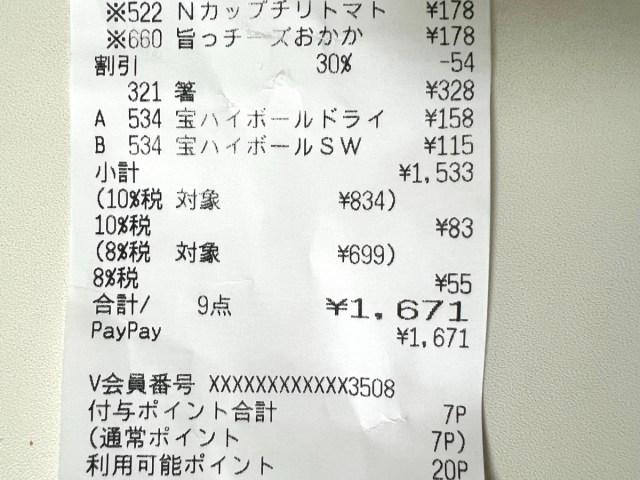 ※522 Nカップチリトマト ¥178
※660 旨っチーズおかか ¥178
割引 30% -54
321 箸 ¥328
A 534 宝ハイボールドライ ¥158
B 534 宝ハイボールSW ¥115
小計 ¥1,533
(10%税 対象 ¥834)
10%税 ¥83
(8%税 対象 ¥699)
8%税 ¥55
合計/ 9点 ¥1,671
PayPay ¥1,671
V会員番号 XXXXXXXXXXXX3508
付与ポイント合計 7P
(通常ポイント 7P)
利用可能ポイント 20P